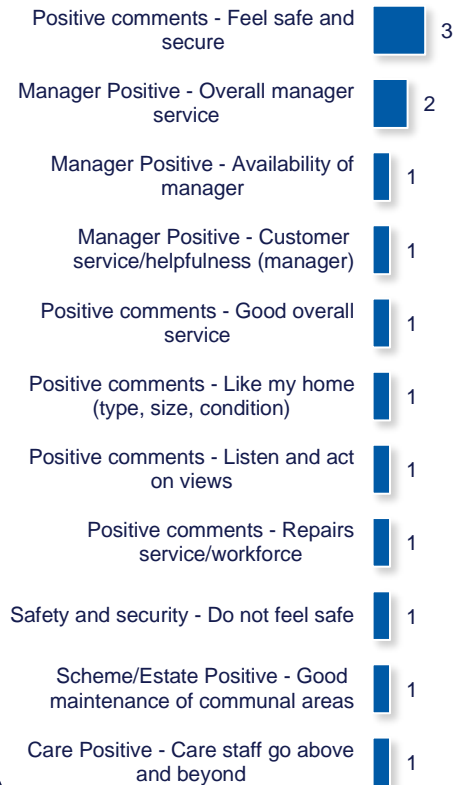 Positive comments - Feel safe and
secure
3
Manager Positive - Overall manager
service
2
Manager Positive - Availability of
manager
1
Manager Positive - Customer
service/helpfulness (manager)
1
Positive comments - Good overall
service
1
Positive comments - Like my home
(type, size, condition)
1
Positive comments - Listen and act
on views
1
Positive comments - Repairs
service/workforce
1
Safety and security - Do not feel safe
1
Scheme/Estate Positive - Good
maintenance of communal areas
1
Care Positive - Care staff go above
and beyond
1